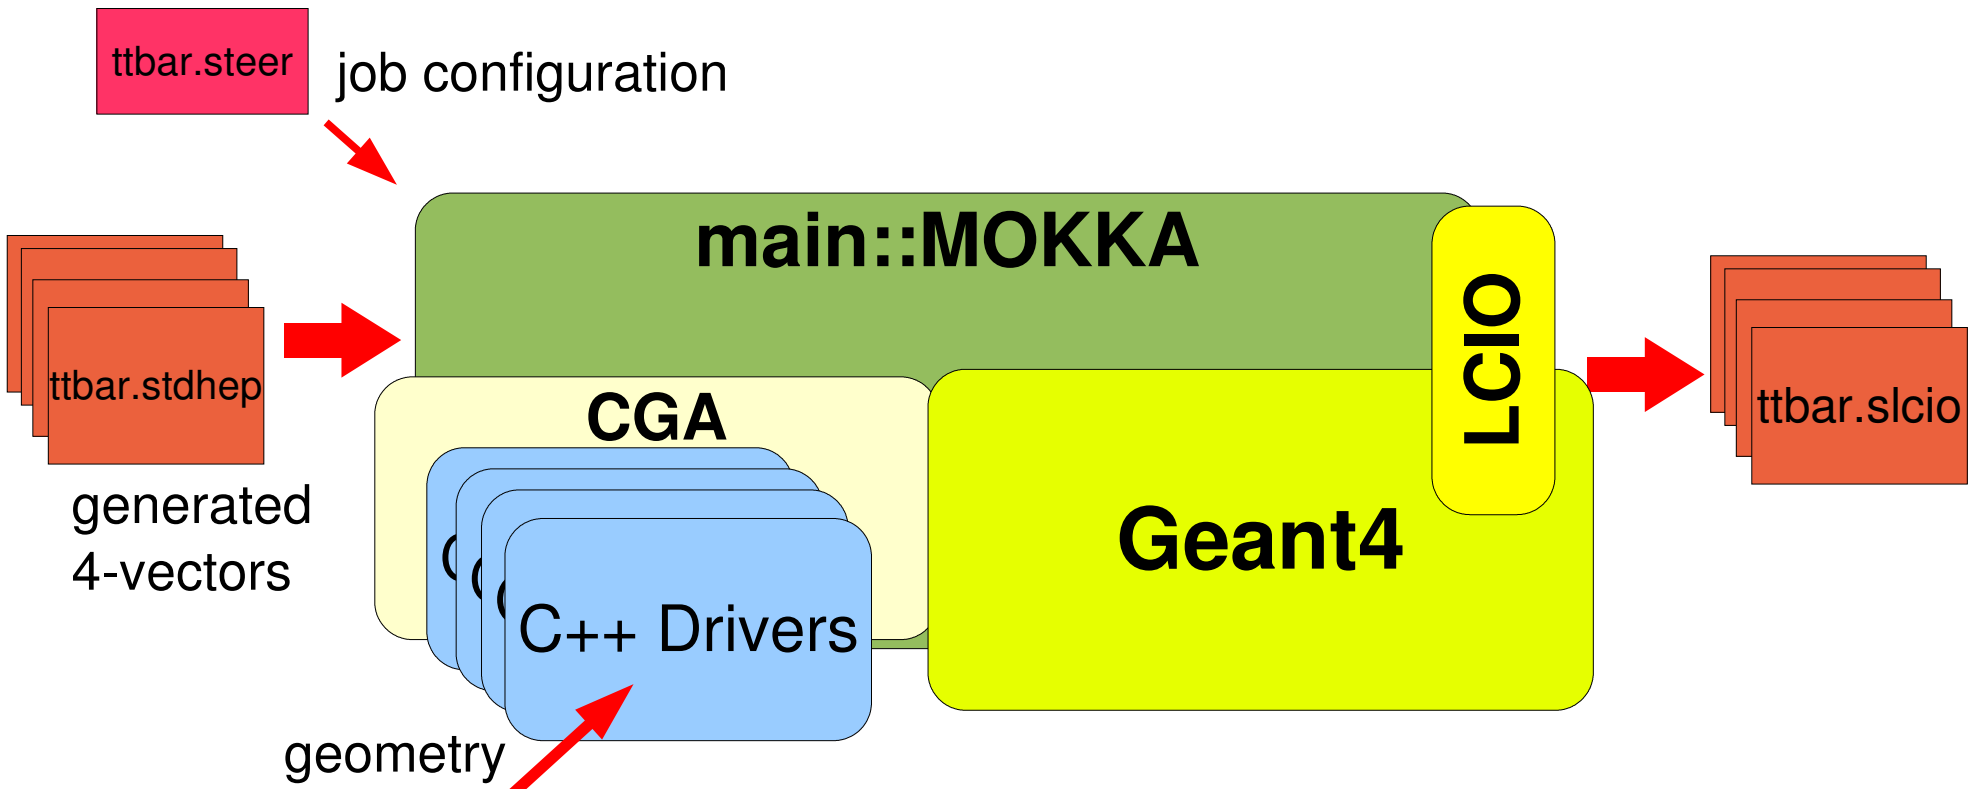 ttbar.steer
job configuration
main::MOKKA
LCIO
ttbar.stdhep
ttbar.slcio
CGA
generated
4-vectors
Geant4
C
C
C
C++ Drivers
geometry